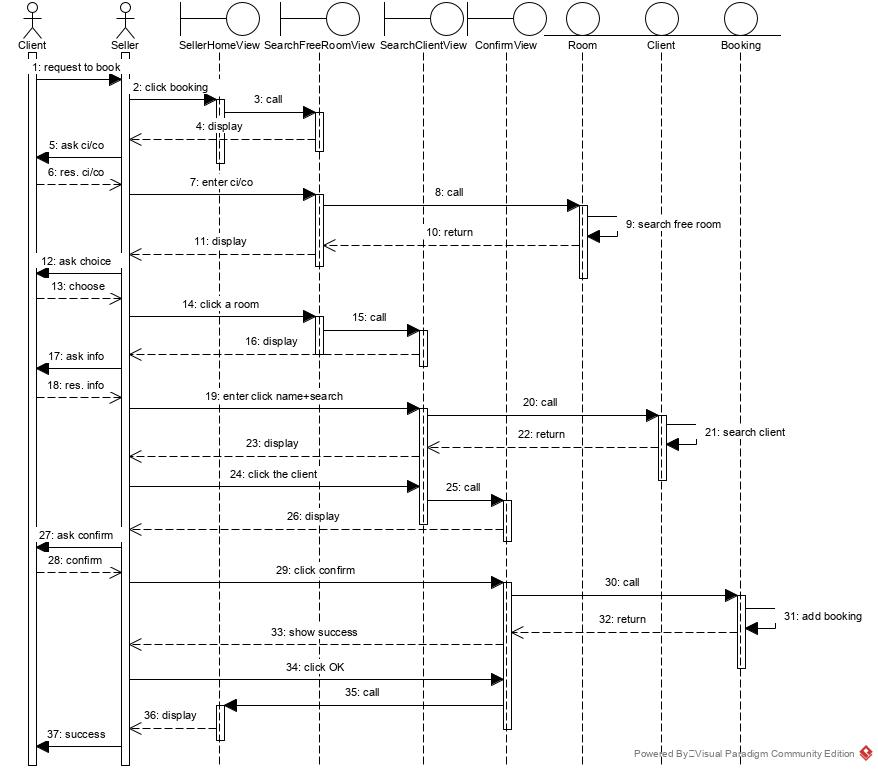 Client
Seller
SellerHomeView
SearchFreeRoomView
SearchClientView
ConfirmView
Room
Client
Booking
1: request to book
2: click booking
3: call
4: display
5: ask ci/co
6: res. ci/co
7: enter ci/co
8: call
9: search free room
10: return
11: display
12: ask choice
13: choose
14: click a room
15: call
16: display
17: ask info
18: res. info
19: enter click name+search
20: call
21: search client
22: return
23: display
24: click the client
25: call
26: display
27: ask confirm
28: confirm
29: click confirm
30: call
31: add booking
32: return
33: show success
34: click OK
35: call
36: display
37: success
Powered By Visual Paradigm Community Edition